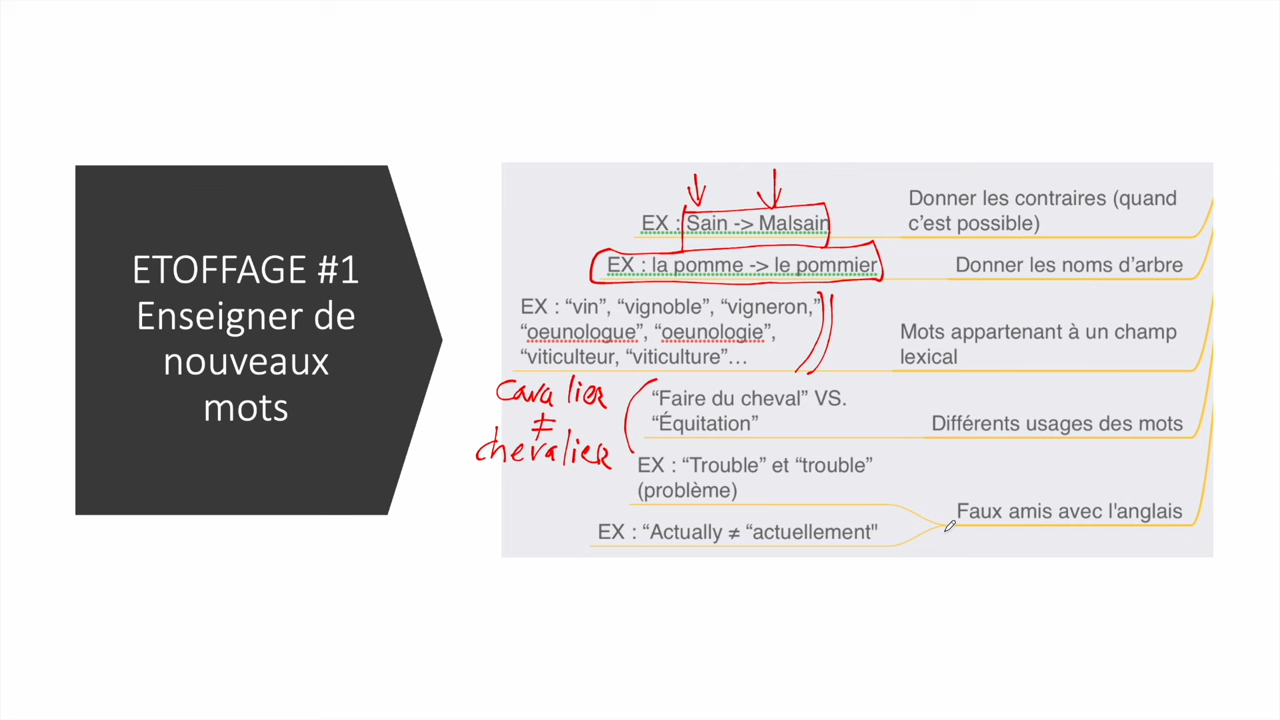 ETOFFAGE #1
Enseigner de
nouveaux
mots
EX : Sain -> Malsain
Donner les contraires (quand
c’est possible)
EX : la pomme -> le pommier
Donner les noms d’arbre
EX : “vin”, “vignoble”, “vigneron,”
“oeunologue”, “oeunologie”,
“viticulteur, “viticulture”…
Mots appartenant à un champ
lexical
cavalier
≠
chevalier
“Faire du cheval” VS.
“Équitation”
Différents usages des mots
EX : “Trouble” et “trouble”
(problème)
EX : “Actually ≠ “actuellement"
Faux amis avec l'anglais